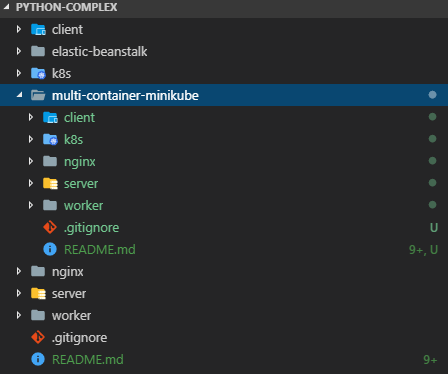 PYTHON-COMPLEX
client
elastic-beanstalk
k8s
multi-container-minikube
client
k8s
nginx
server
worker
.gitignore U
README.md 9+, U
nginx
server
worker
.gitignore
README.md 9+